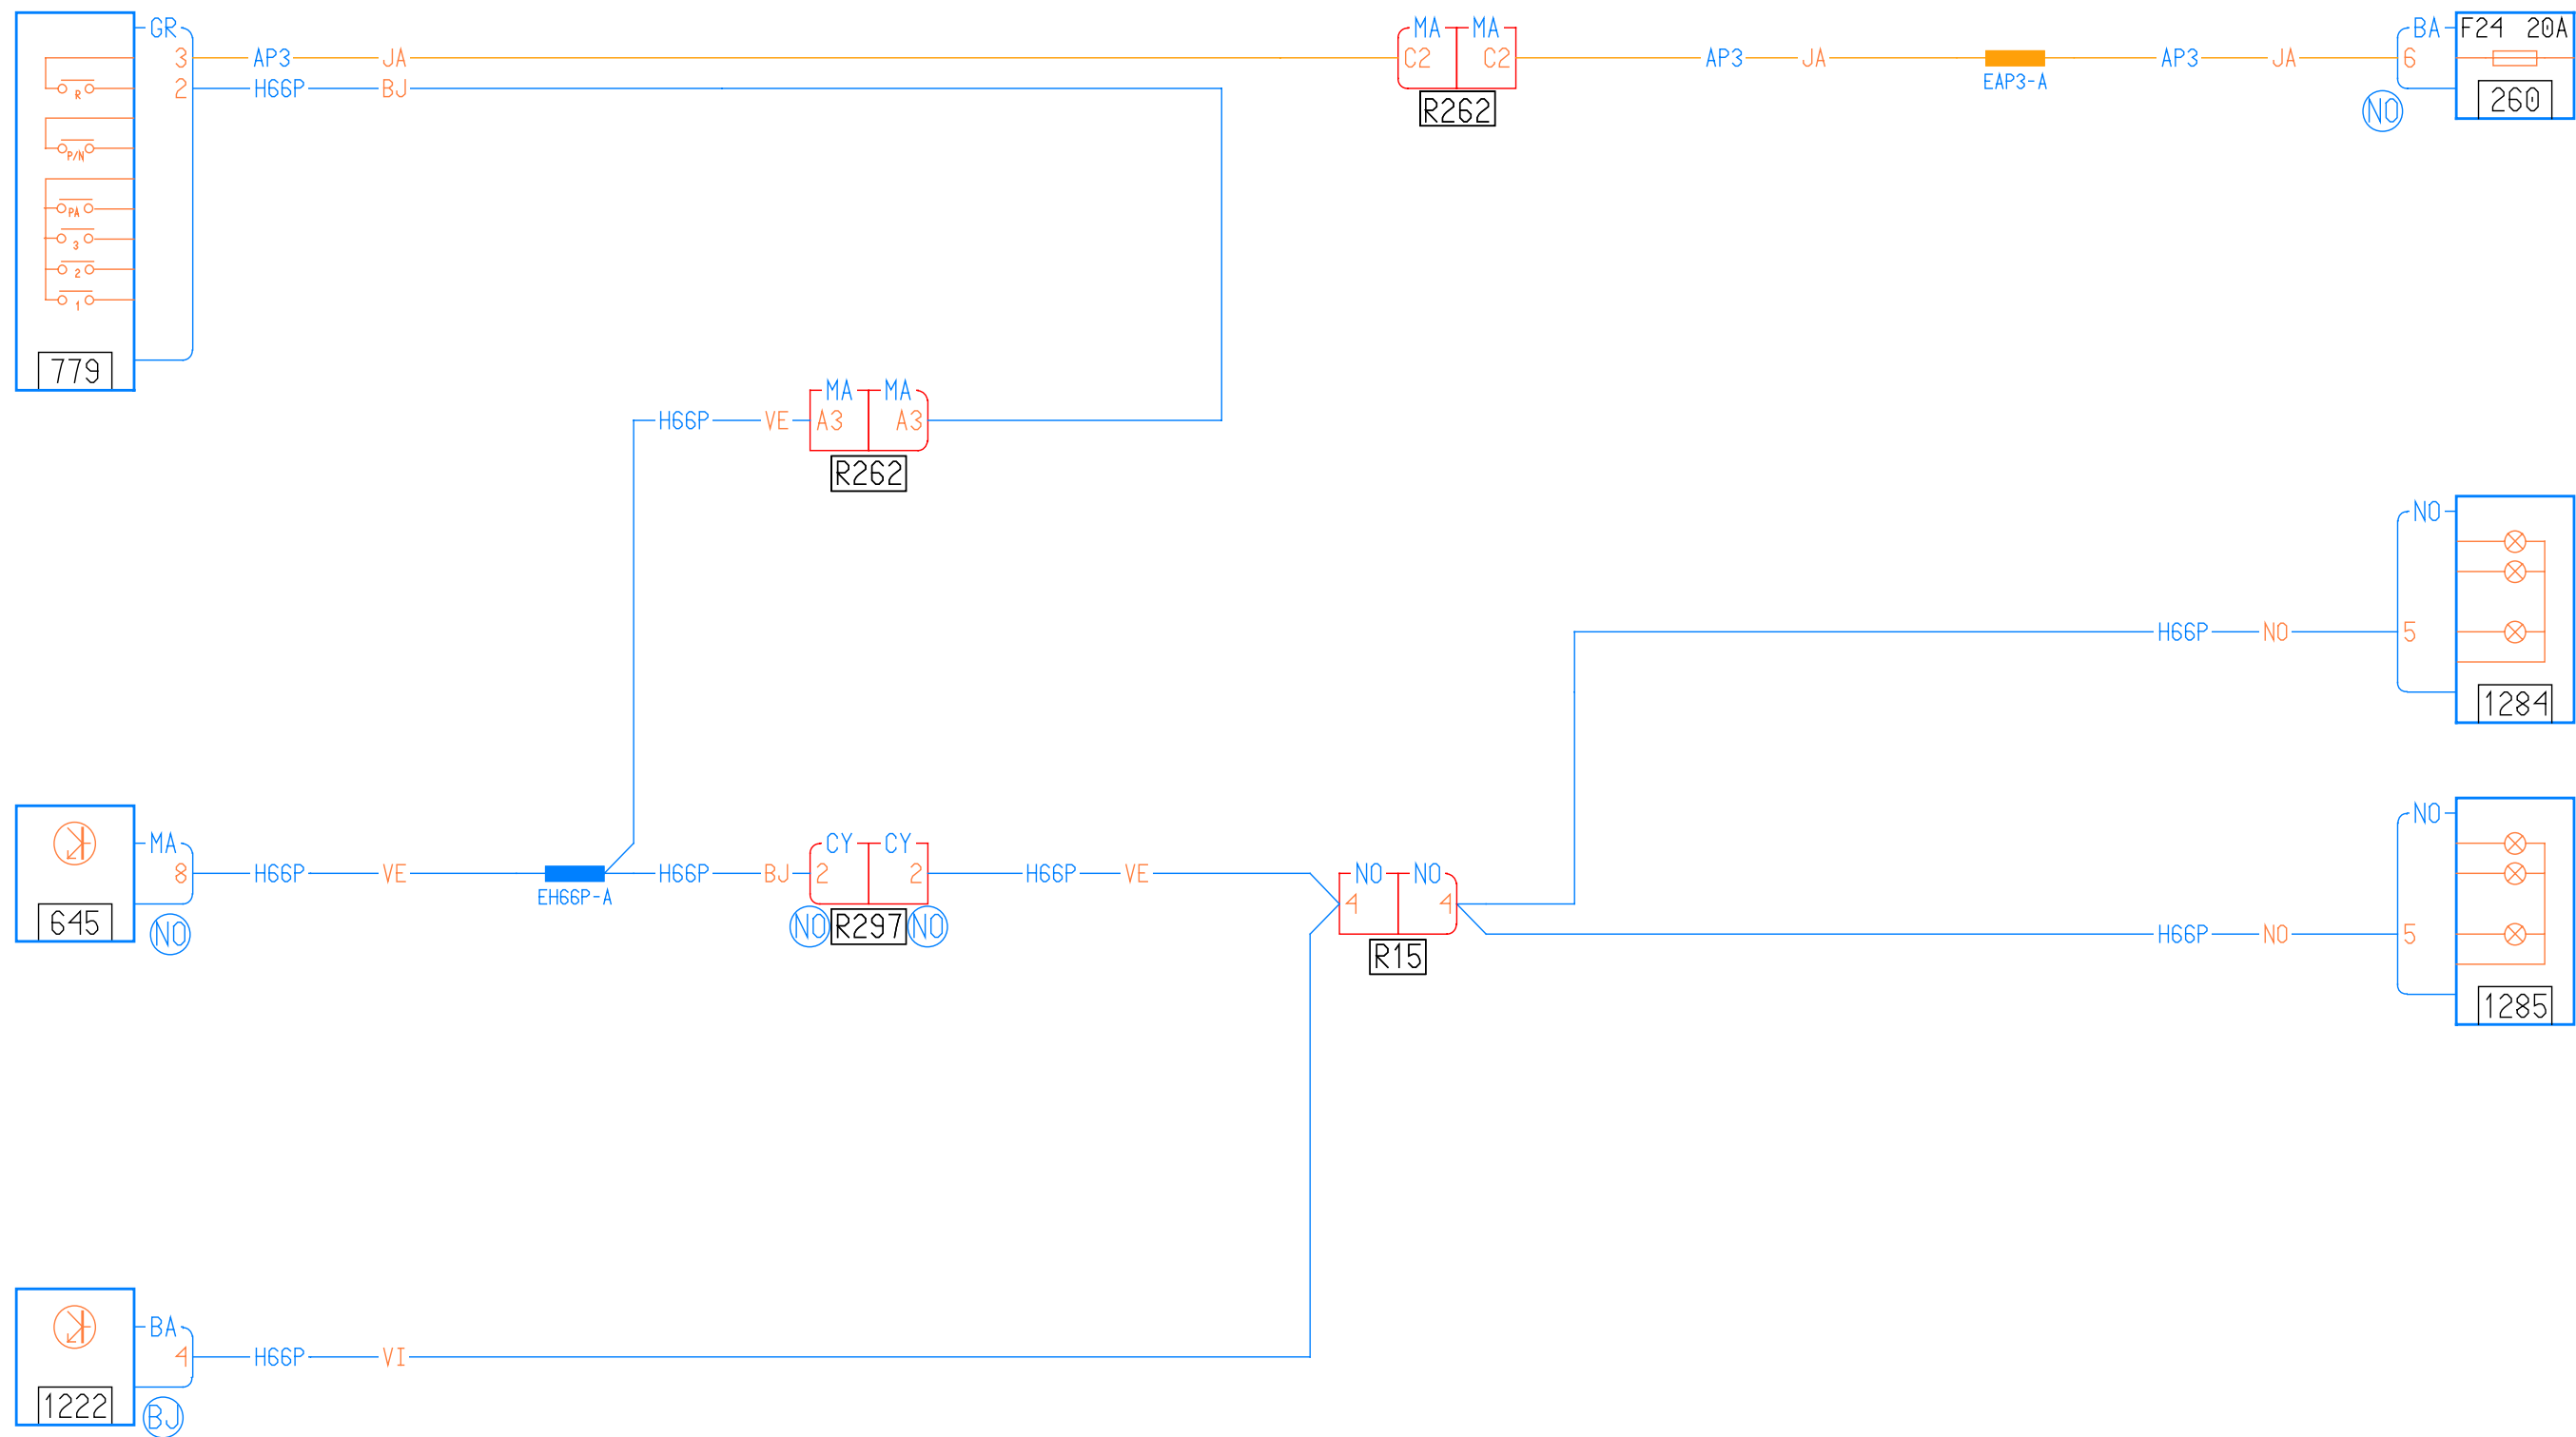 GR MA MA BA F24 20A
3 AP3 JA C2 C2 AP3 JA AP3 JA 6
EAP3-A
R
2 H66P BJ
R262 NO 260
P/N
PA
3
2
1
779
MA MA
H66P VE A3 A3
R262
NO
H66P NO 5
1284
NO
MA CY CY
8 H66P VE H66P BJ 2 2 H66P VE NO NO
EH66P-A
4 4
645 NO NO R297 NO H66P NO 5
R15
1285
BA
4 H66P VI
1222 BJ